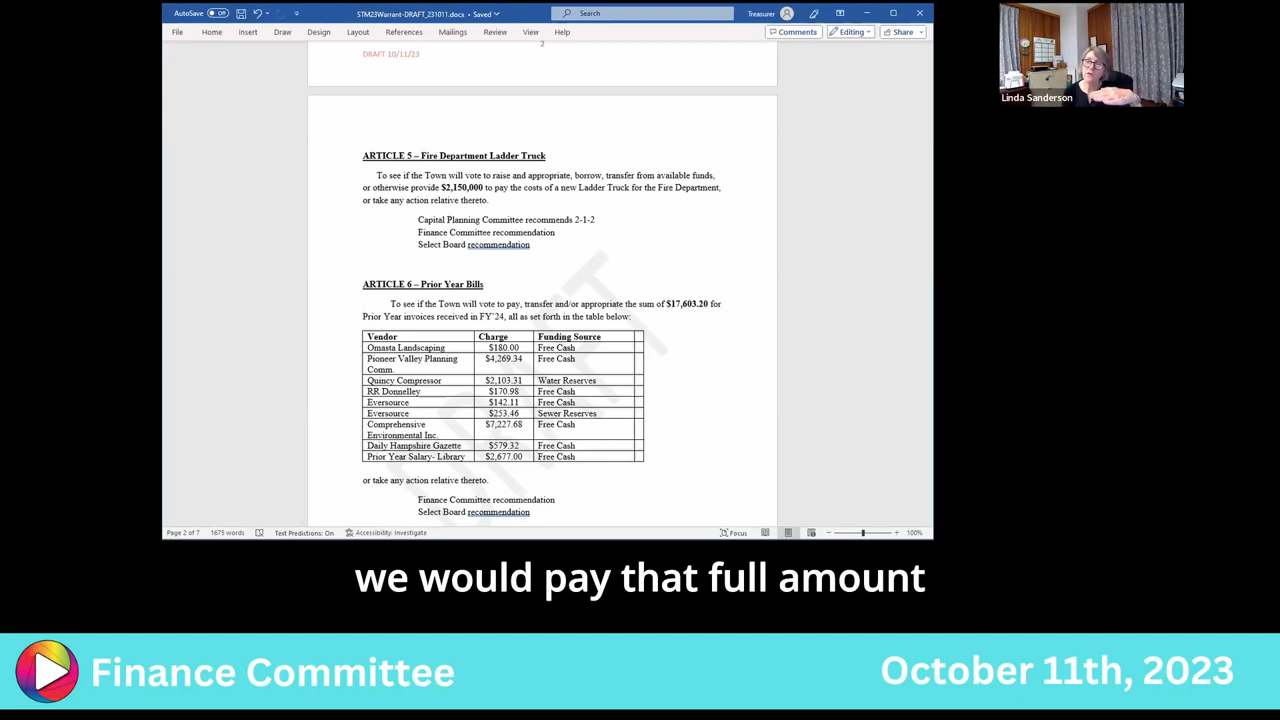 AutoSave Off STM23Warrant-DRAFT_231011.docx - Saved Search Treasurer
File Home Insert Draw Design Layout References Mailings Review View Help Comments Editing Share
2
DRAFT 10/11/23
Linda Sanderson
ARTICLE 5 – Fire Department Ladder Truck
To see if the Town will vote to raise and appropriate, borrow, transfer from available funds,
or otherwise provide $2,150,000 to pay the costs of a new Ladder Truck for the Fire Department,
or take any action relative thereto.
Capital Planning Committee recommends 2-1-2
Finance Committee recommendation
Select Board recommendation
ARTICLE 6 – Prior Year Bills
To see if the Town will vote to pay, transfer and/or appropriate the sum of $17,603.20 for
Prior Year invoices received in FY'24, all as set forth in the table below:
Vendor Charge Funding Source
Omasta Landscaping $180.00 Free Cash
Pioneer Valley Planning $4,269.34 Free Cash
Comm.
Quincy Compressor $2,103.31 Water Reserves
RR Donnelley $170.98 Free Cash
Eversource $142.11 Free Cash
Eversource $253.46 Sewer Reserves
Comprehensive $7,227.68 Free Cash
Environmental Inc.
Daily Hampshire Gazette $579.32 Free Cash
Prior Year Salary- Library $2,677.00 Free Cash
or take any action relative thereto.
Finance Committee recommendation
Select Board recommendation
DRAFT
Page 2 of 7 1675 words Text Predictions: On Accessibility: Investigate Focus 100%
we would pay that full amount
Finance Committee October 11th, 2023